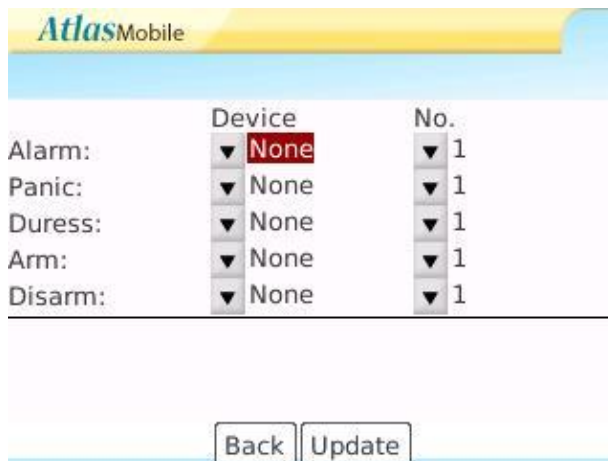 AtlasMobile
Device No.
Alarm: None 1
Panic: None 1
Duress: None 1
Arm: None 1
Disarm: None 1
Back Update